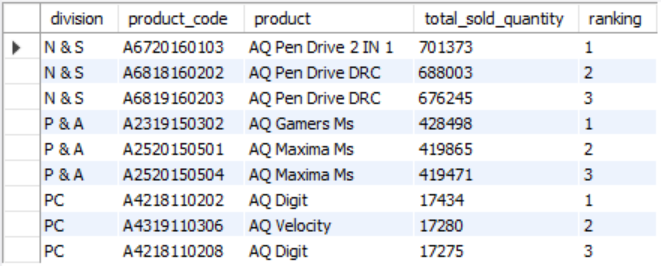 division product_code product total_sold_quantity ranking
N & S A6720160103 AQ Pen Drive 2 IN 1 701373 1
N & S A6818160202 AQ Pen Drive DRC 688003 2
N & S A6819160203 AQ Pen Drive DRC 676245 3
P & A A2319150302 AQ Gamers Ms 428498 1
P & A A2520150501 AQ Maxima Ms 419865 2
P & A A2520150504 AQ Maxima Ms 419471 3
PC A4218110202 AQ Digit 17434 1
PC A4319110306 AQ Velocity 17280 2
PC A4218110208 AQ Digit 17275 3